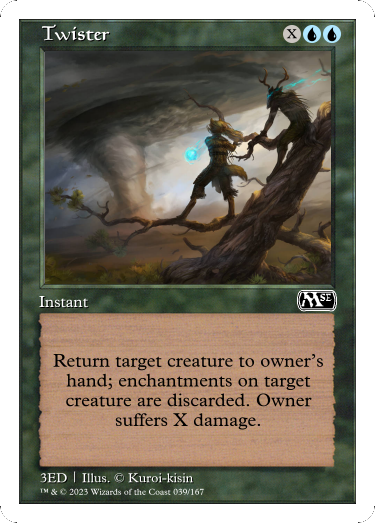 Twister X
Instant MSE
Return target creature to owner's
hand; enchantments on target
creature are discarded. Owner
suffers X damage.
3ED | Illus. © Kuroi-kisin
™ & © 2023 Wizards of the Coast 039/167